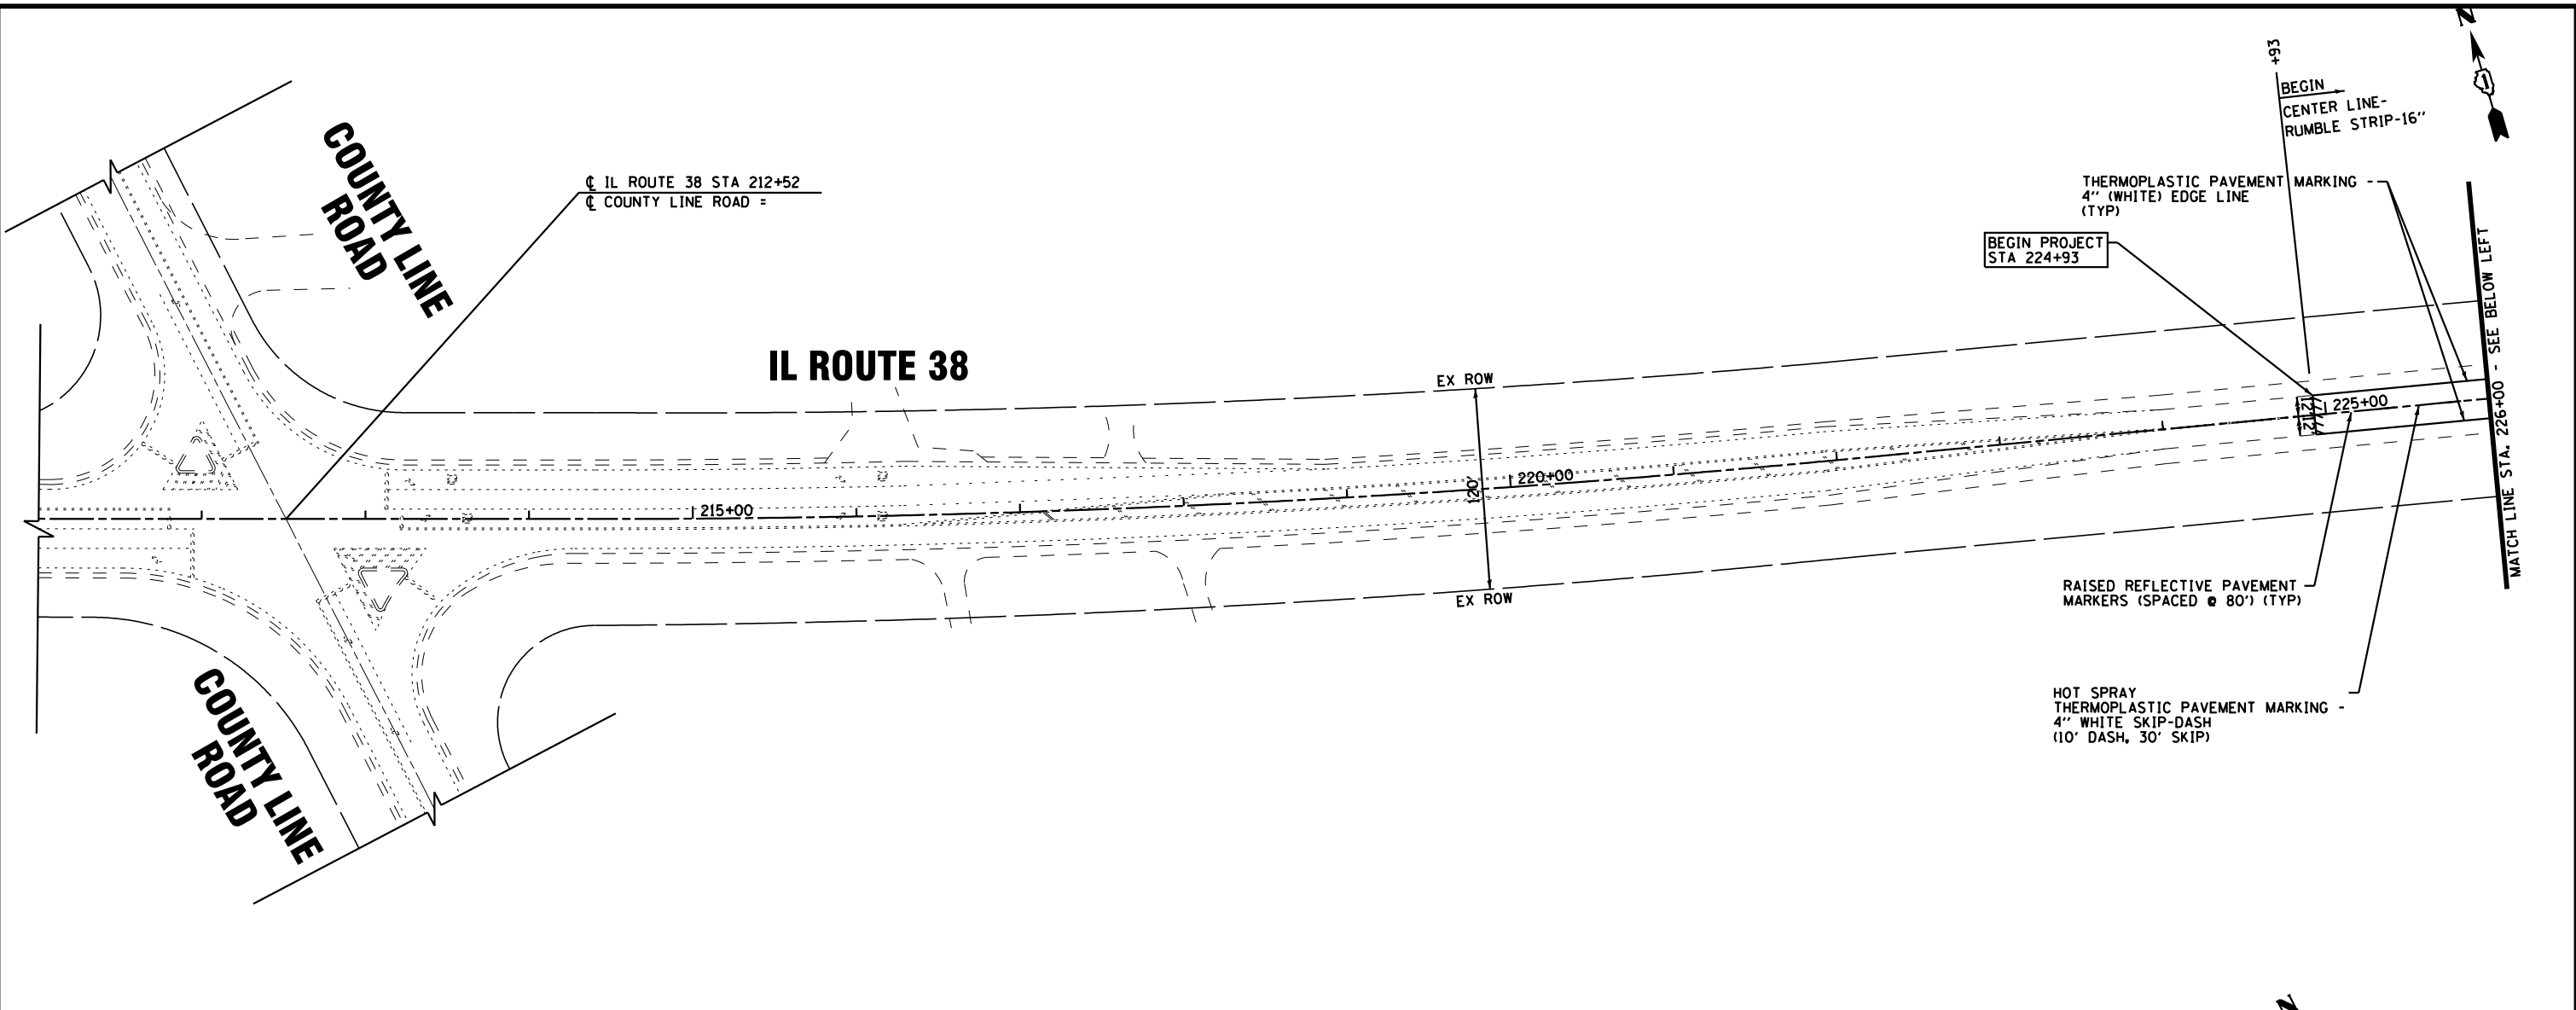 N
+93
BEGIN
CENTER LINE-
RUMBLE STRIP-16"
COUNTY LINE
ROAD
℄ IL ROUTE 38 STA 212+52
℄ COUNTY LINE ROAD =
THERMOPLASTIC PAVEMENT MARKING -
4" (WHITE) EDGE LINE
(TYP)
BEGIN PROJECT
STA 224+93
MATCH LINE STA. 226+00 - SEE BELOW LEFT
IL ROUTE 38
EX ROW
225+00
12'
12'
220+00
120'
215+00
EX ROW
RAISED REFLECTIVE PAVEMENT
MARKERS (SPACED @ 80') (TYP)
COUNTY LINE
ROAD
HOT SPRAY
THERMOPLASTIC PAVEMENT MARKING -
4" WHITE SKIP-DASH
(10' DASH, 30' SKIP)
N